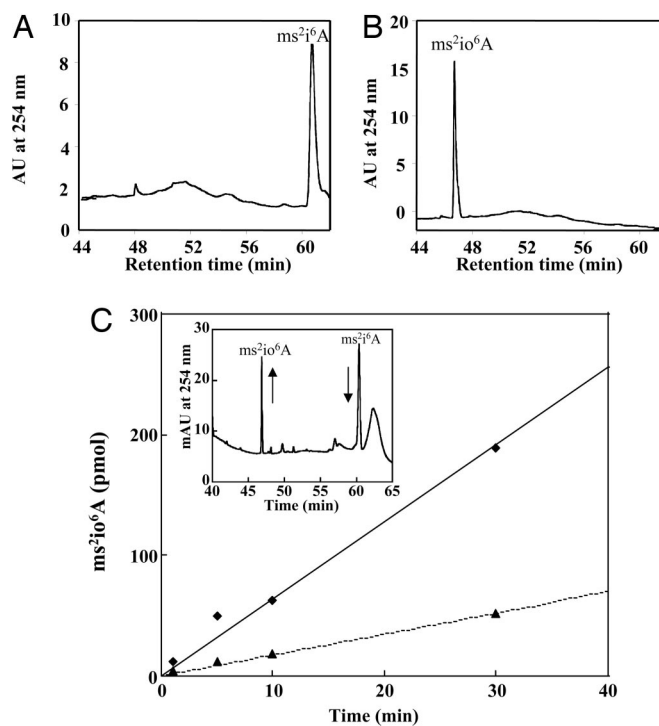 A
ms²i⁶A
10
8
6
4
2
0
AU at 254 nm
44 48 52 56 60
Retention time (min)
B
ms²io⁶A
20
15
10
5
0
AU at 254 nm
44 48 52 56 60
Retention time (min)
C
300
200
100
0
ms²io⁶A (pmol)
30
20
10
0
mAU at 254 nm
ms²io⁶A
ms²i⁶A
40 45 50 55 60 65
Time (min)
0 10 20 30 40
Time (min)